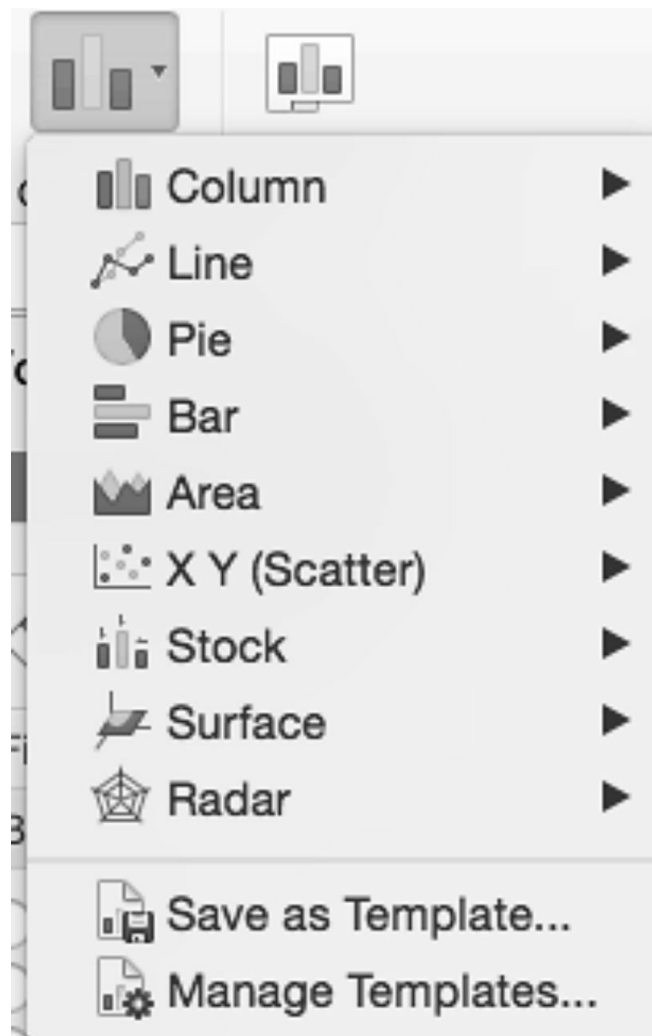 Column
Line
Pie
Bar
Area
X Y (Scatter)
Stock
Surface
Radar
Save as Template...
Manage Templates...